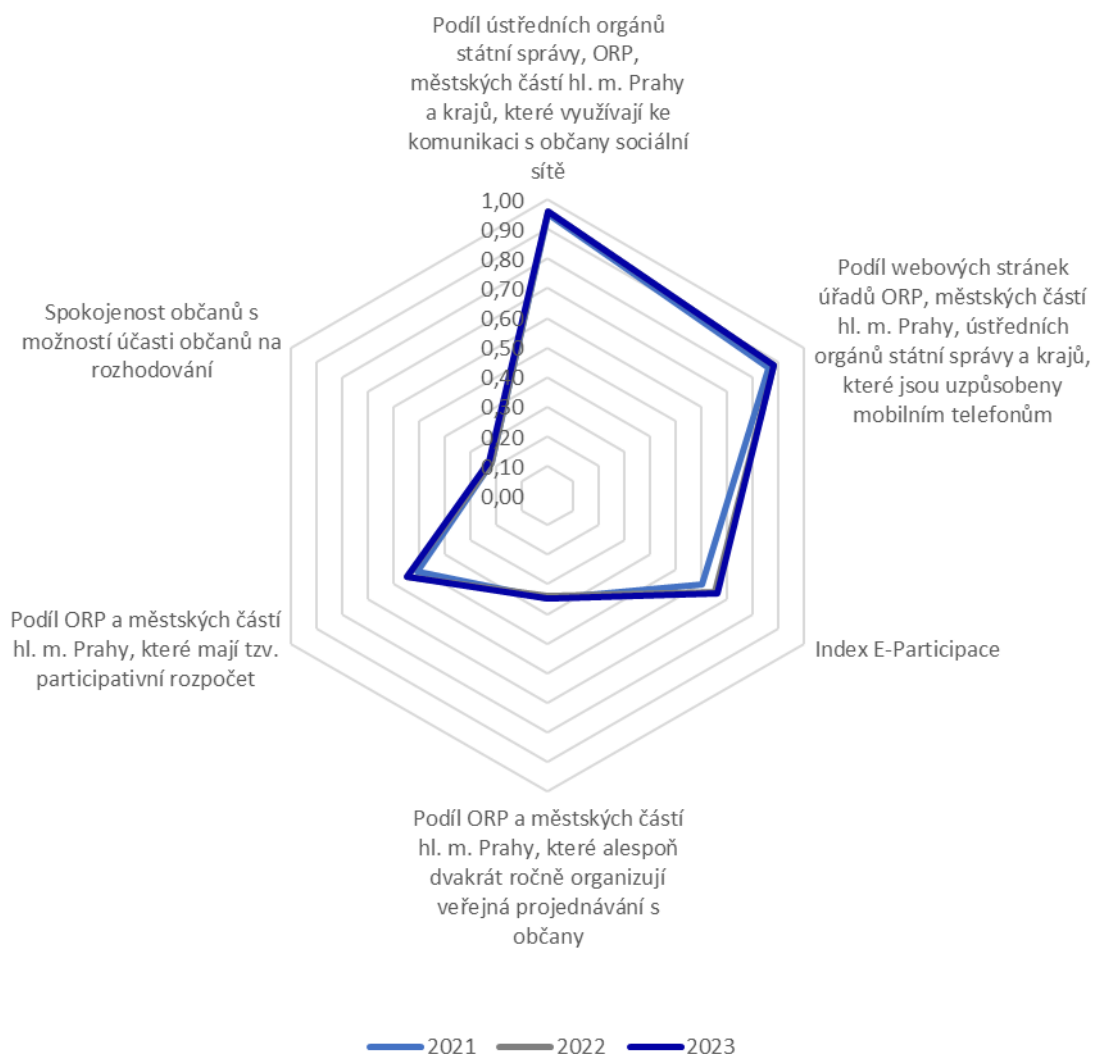 Podíl ústředních orgánů
státní správy, ORP,
městských částí hl. m. Prahy
a krajů, které využívají ke
komunikaci s občany sociální
sítě
1,00
0,90
0,80
0,70
0,60
0,50
0,40
0,30
0,20
0,10
0,00
Podíl webových stránek
úřadů ORP, městských částí
hl. m. Prahy, ústředních
orgánů státní správy a krajů,
které jsou uzpůsobeny
mobilním telefonům
Index E-Participace
Podíl ORP a městských částí
hl. m. Prahy, které alespoň
dvakrát ročně organizují
veřejná projednávání s
občany
Podíl ORP a městských částí
hl. m. Prahy, které mají tzv.
participativní rozpočet
Spokojenost občanů s
možností účasti občanů na
rozhodování
2021 2022 2023